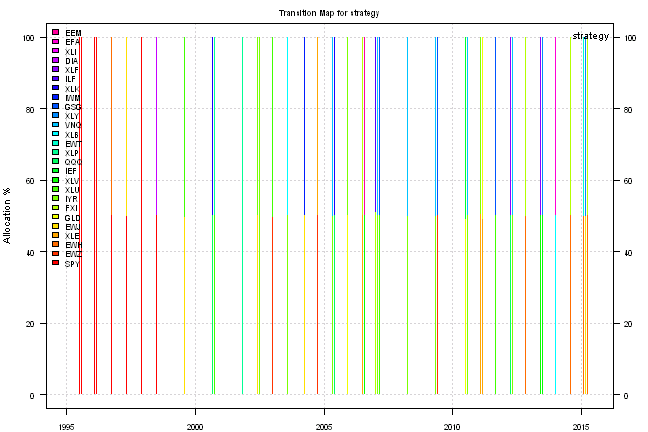 Transition Map for strategy
strategy
Allocation %
100
80
60
40
20
0
100
80
60
40
20
0
EEM
EFA
XLI
DIA
XLF
ILF
XLK
IWM
GSG
XLY
VNQ
XLB
EWT
XLP
QQQ
IEF
XLV
XLU
IYR
FXI
GLD
EWJ
XLE
EWH
EWZ
SPY
1995
2000
2005
2010
2015